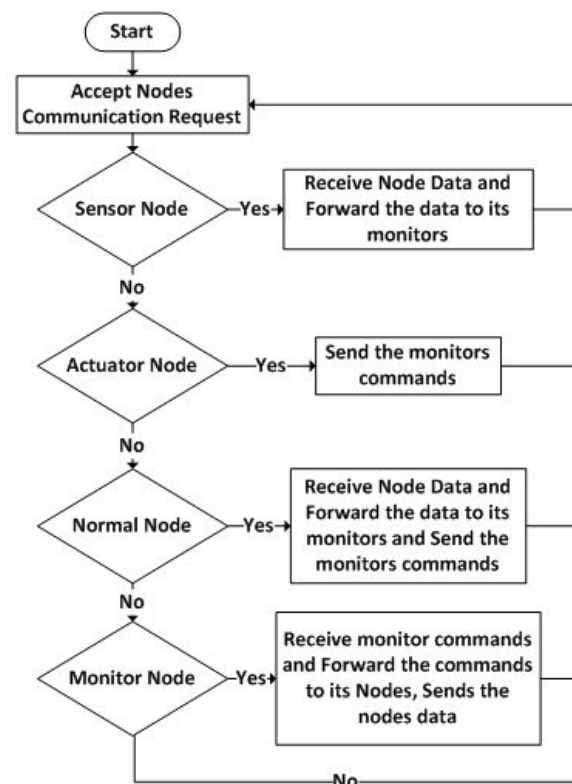 Start
Accept Nodes
Communication Request
Sensor Node
Yes
Receive Node Data and
Forward the data to its
monitors
No
Actuator Node
Yes
Send the monitors
commands
No
Normal Node
Yes
Receive Node Data and
Forward the data to its
monitors and Send the
monitors commands
No
Monitor Node
Yes
Receive monitor commands
and Forward the commands
to its Nodes, Sends the
nodes data
No